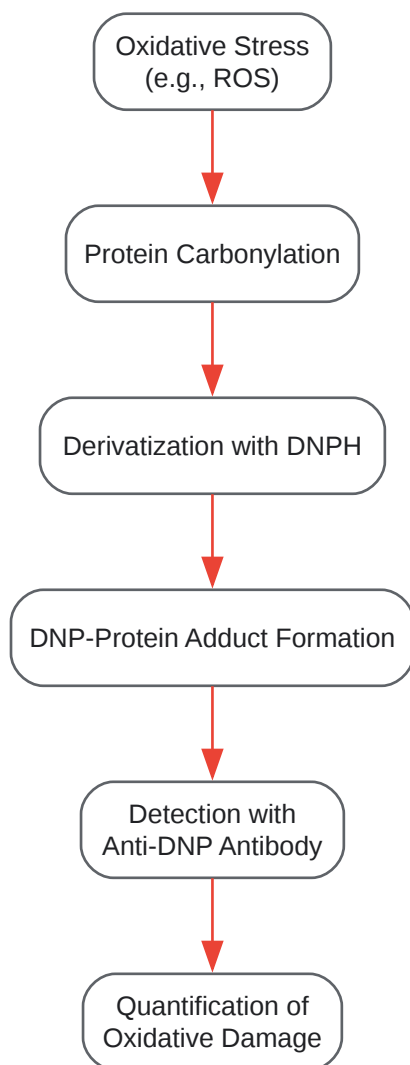 Oxidative Stress
(e.g., ROS)
Protein Carbonylation
Derivatization with DNPH
DNP-Protein Adduct Formation
Detection with
Anti-DNP Antibody
Quantification of
Oxidative Damage